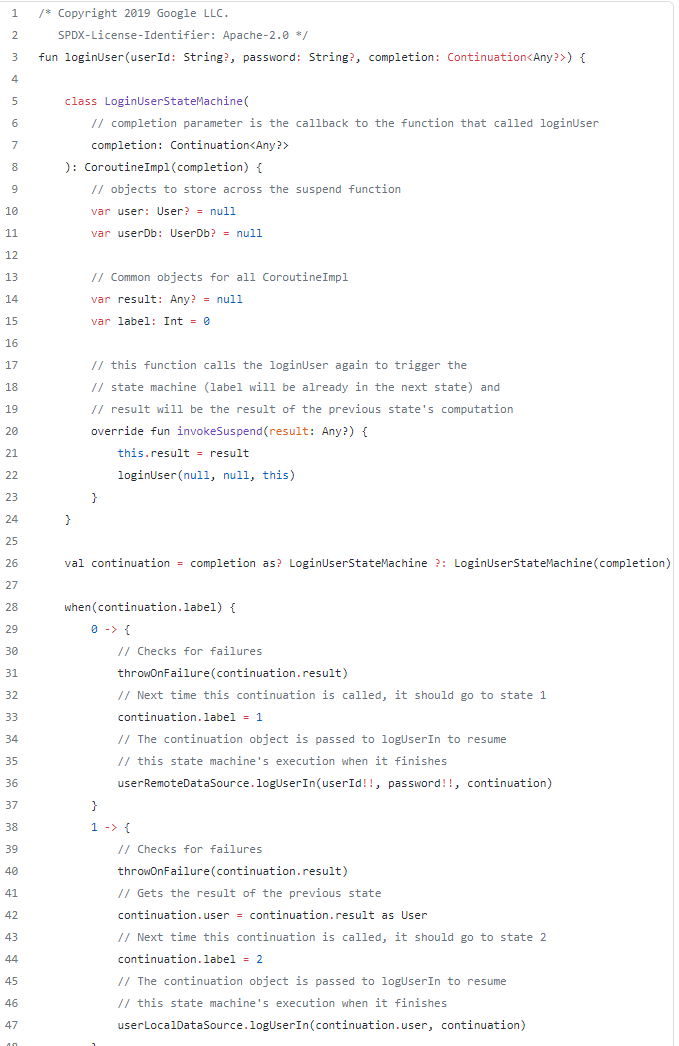 1 /* Copyright 2019 Google LLC.
2 SPDX-License-Identifier: Apache-2.0 */
3 fun loginUser(userId: String?, password: String?, completion: Continuation<Any?>) {
4
5 class LoginUserStateMachine(
6 // completion parameter is the callback to the function that called loginUser
7 completion: Continuation<Any?>
8 ): CoroutineImpl(completion) {
9 // objects to store across the suspend function
10 var user: User? = null
11 var userDb: UserDb? = null
12
13 // Common objects for all CoroutineImpl
14 var result: Any? = null
15 var label: Int = 0
16
17 // this function calls the loginUser again to trigger the
18 // state machine (label will be already in the next state) and
19 // result will be the result of the previous state's computation
20 override fun invokeSuspend(result: Any?) {
21 this.result = result
22 loginUser(null, null, this)
23 }
24 }
25
26 val continuation = completion as? LoginUserStateMachine ?: LoginUserStateMachine(completion)
27
28 when(continuation.label) {
29 0 -> {
30 // Checks for failures
31 throwOnFailure(continuation.result)
32 // Next time this continuation is called, it should go to state 1
33 continuation.label = 1
34 // The continuation object is passed to logUserIn to resume
35 // this state machine's execution when it finishes
36 userRemoteDataSource.logUserIn(userId!!, password!!, continuation)
37 }
38 1 -> {
39 // Checks for failures
40 throwOnFailure(continuation.result)
41 // Gets the result of the previous state
42 continuation.user = continuation.result as User
43 // Next time this continuation is called, it should go to state 2
44 continuation.label = 2
45 // The continuation object is passed to logUserIn to resume
46 // this state machine's execution when it finishes
47 userLocalDataSource.logUserIn(continuation.user, continuation)